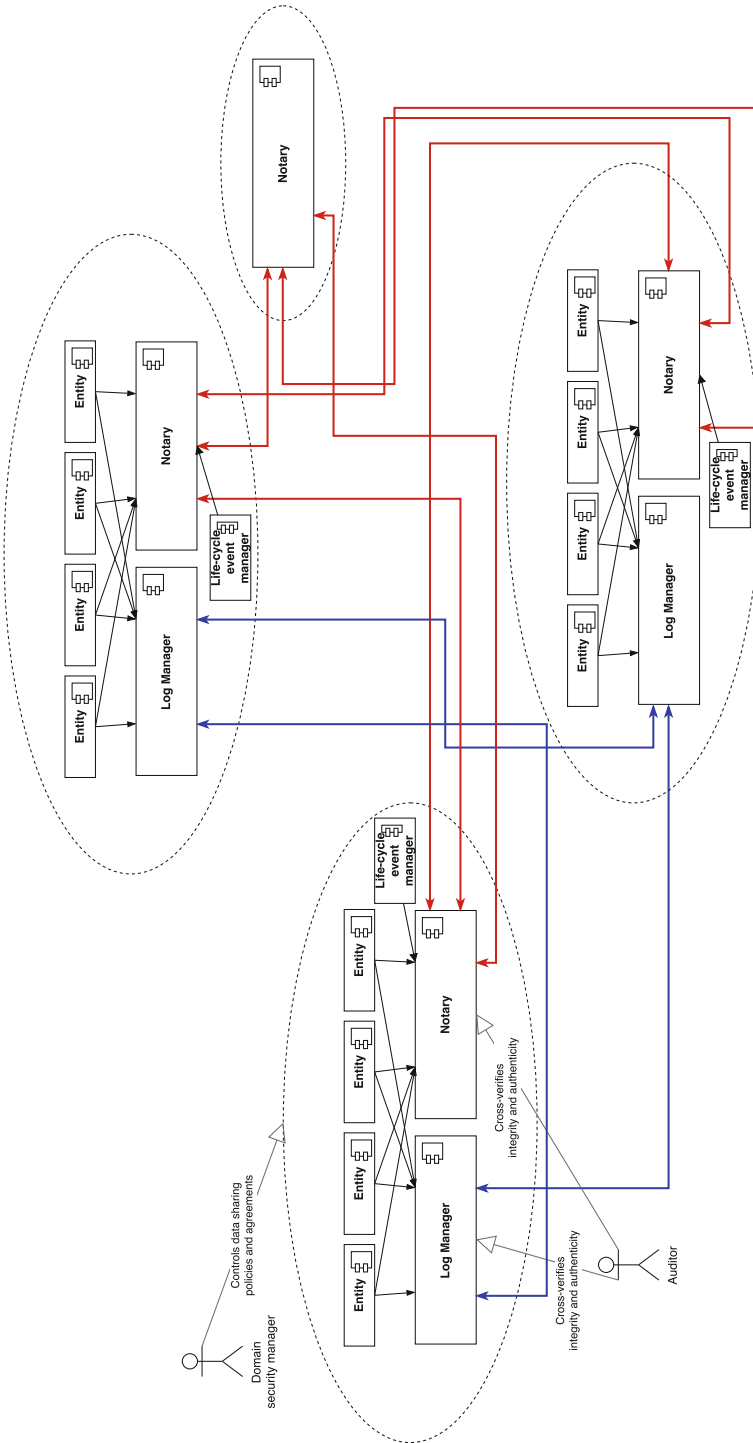 Entity
Entity
Entity
Entity
Log Manager
Notary
Life-cycle
event
manager
Notary
Domain
security manager
Controls data sharing
policies and agreements
Entity
Entity
Entity
Entity
Life-cycle
event
manager
Log Manager
Notary
Cross-verifies
integrity and authenticity
Cross-verifies
integrity and authenticity
Auditor
Entity
Entity
Entity
Entity
Log Manager
Notary
Life-cycle
event
manager